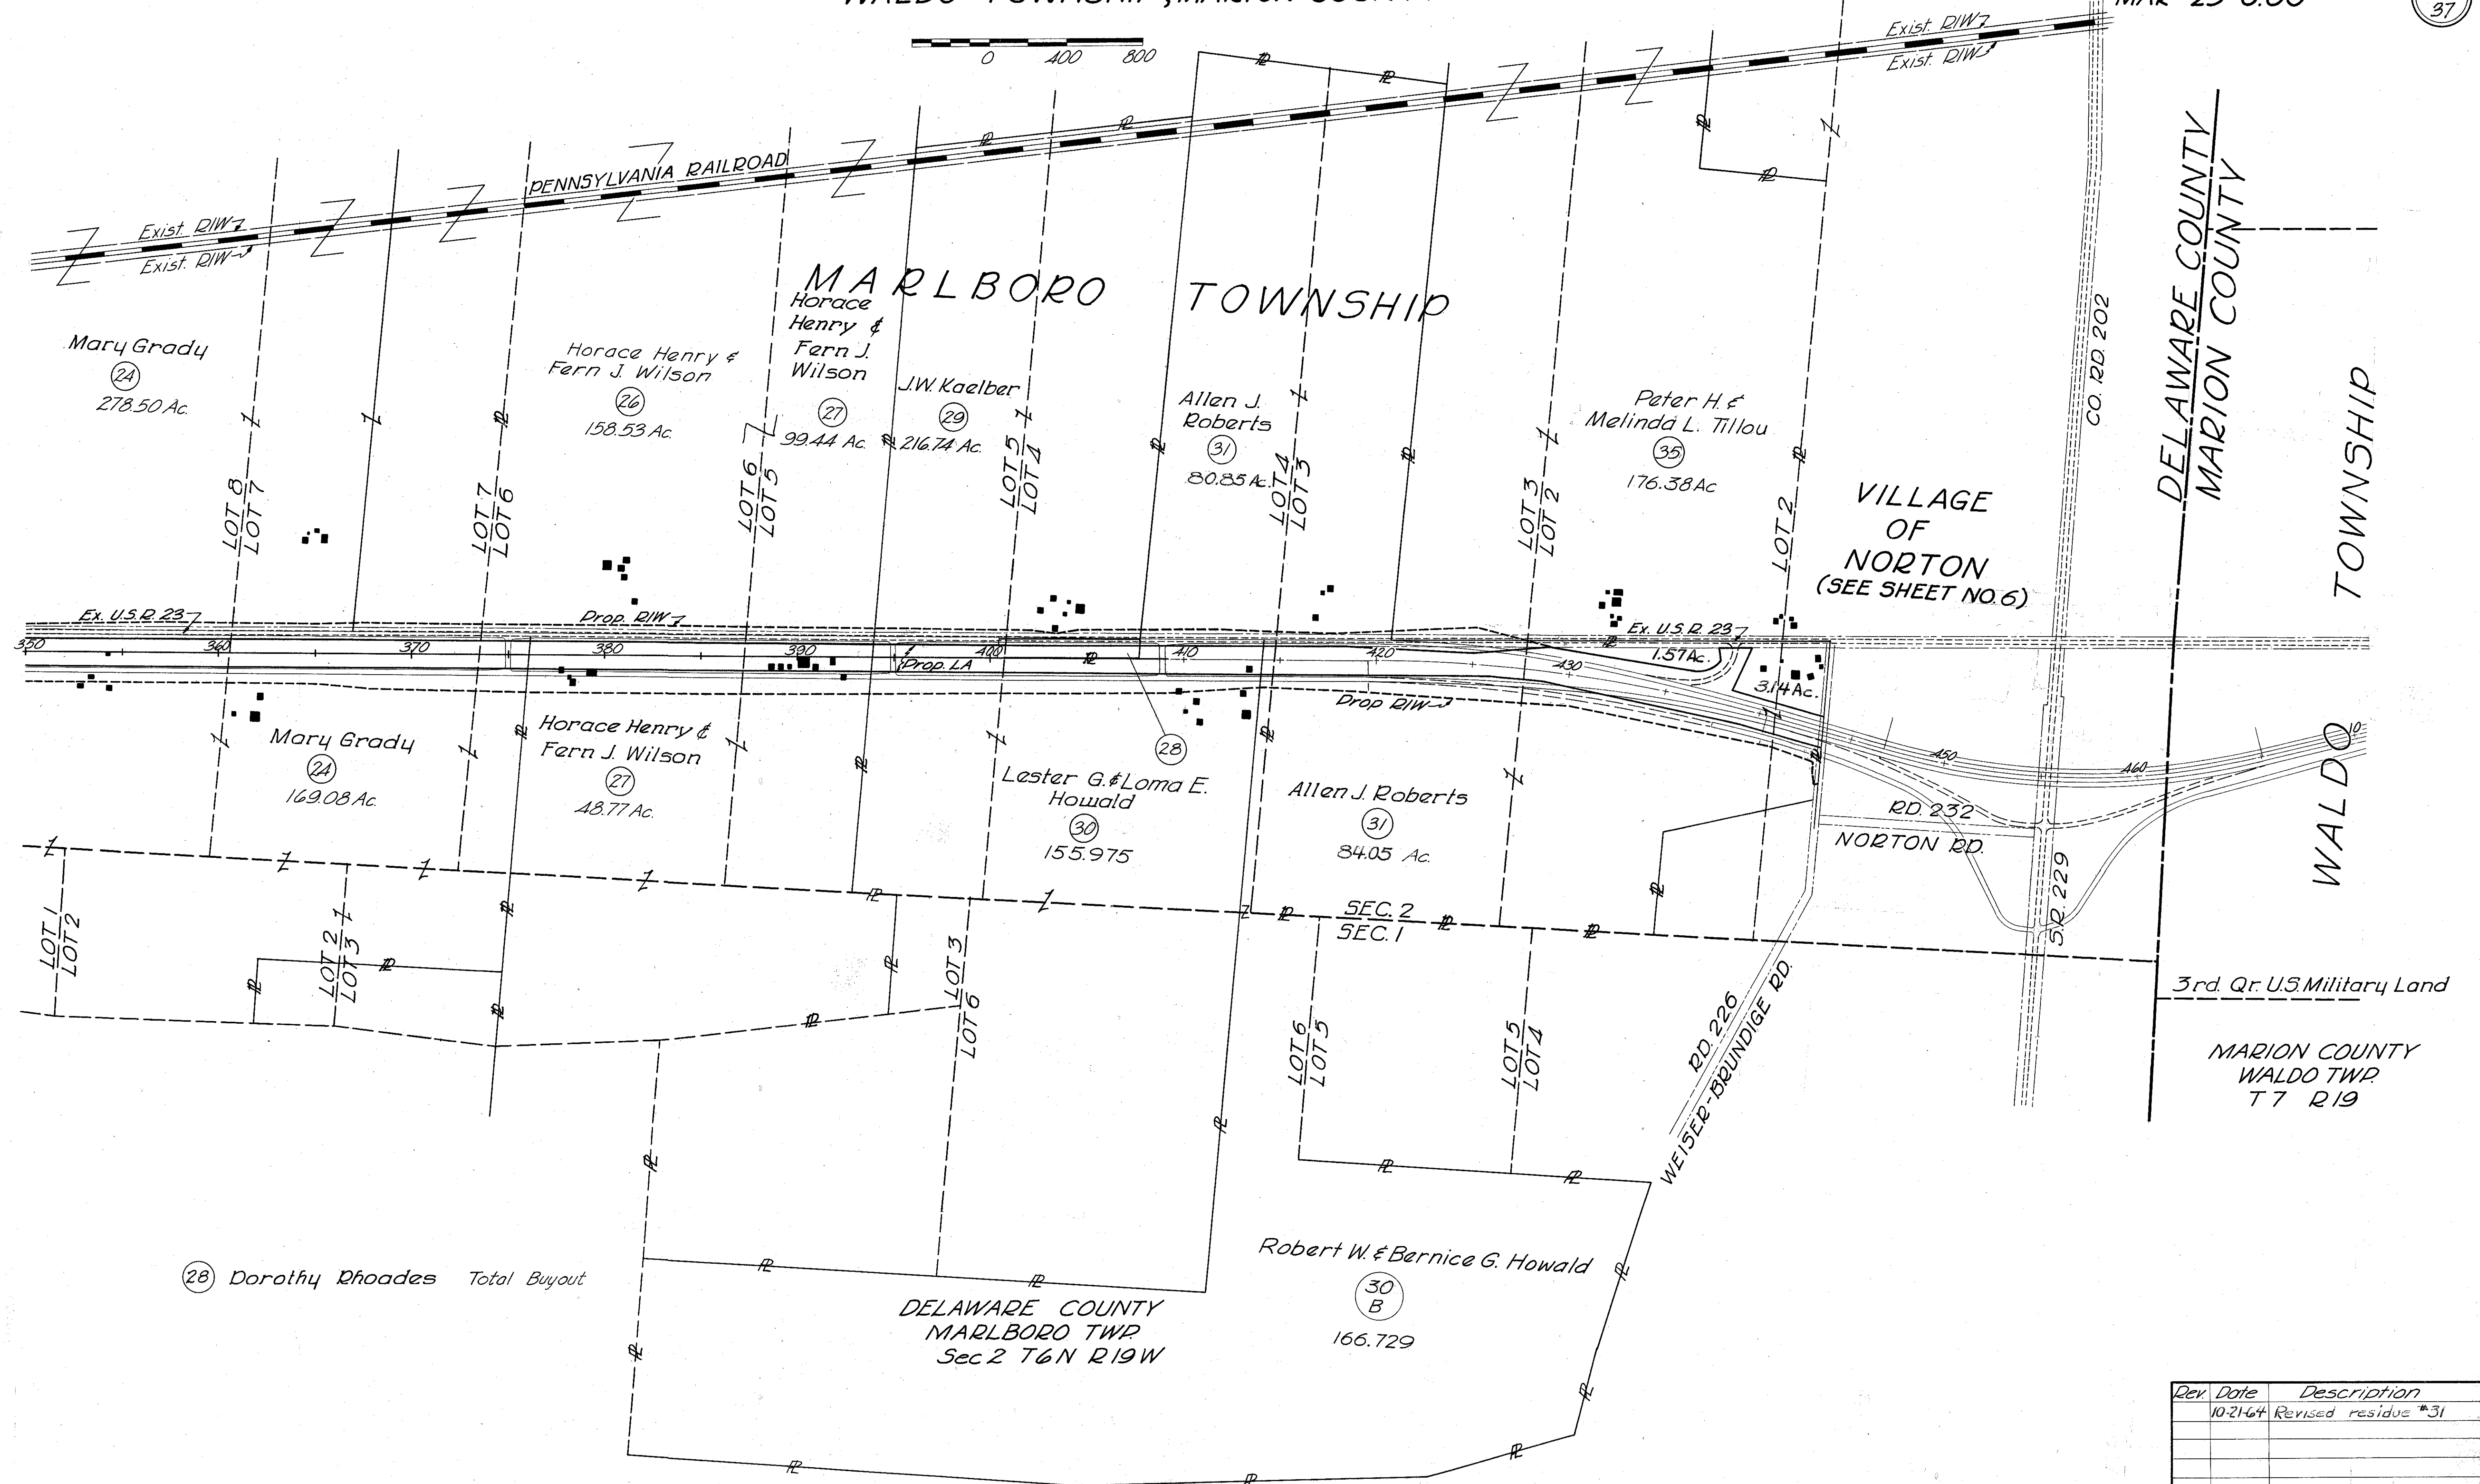 WALDO TOWNSHIP, MARION COUNTY
MAR 23 0.00
37
0 400 800
Exist. R/W
Exist. R/W
Exist. R/W
Exist. R/W
PENNSYLVANIA RAILROAD
MARLBORO TOWNSHIP
DELAWARE COUNTY
MARION COUNTY
CO. RD. 202
WALDO TOWNSHIP
Mary Grady
24
278.50 Ac.
Horace Henry &
Fern J. Wilson
26
158.53 Ac.
Horace
Henry &
Fern J.
Wilson
27
99.44 Ac.
J.W. Kaelber
29
216.74 Ac.
Allen J.
Roberts
31
80.85 Ac.
Peter H. &
Melinda L. Tillou
35
176.38 Ac
VILLAGE
OF
NORTON
(SEE SHEET NO. 6)
LOT 8
LOT 7
LOT 7
LOT 6
LOT 6
LOT 5
LOT 5
LOT 4
LOT 4
LOT 3
LOT 3
LOT 2
LOT 2
Ex. U.S.R. 23
Prop. R/W
Ex. U.S.R. 23
350 360 370 380 390 400 410 420 430 450 460 10
Prop. LA
1.57 Ac.
3.14 Ac.
Prop R/W
28
Mary Grady
24
169.08 Ac.
Horace Henry &
Fern J. Wilson
27
48.77 Ac.
Lester G. & Loma E.
Howald
30
155.975
Allen J. Roberts
31
84.05 Ac.
RD. 232
NORTON RD.
S.R. 229
SEC. 2
SEC. 1
LOT 1
LOT 2
LOT 2
LOT 3
LOT 3
LOT 6
LOT 6
LOT 5
LOT 5
LOT 4
RD. 226
WEISER-BRUNDIGE RD.
3rd. Qr. U.S. Military Land
MARION COUNTY
WALDO TWP.
T 7 R 19
28 Dorothy Rhoades Total Buyout
DELAWARE COUNTY
MARLBORO TWP.
Sec 2 T6N R19W
Robert W. & Bernice G. Howald
30
B
166.729
Rev. Date Description
10-21-64 Revised residue #31